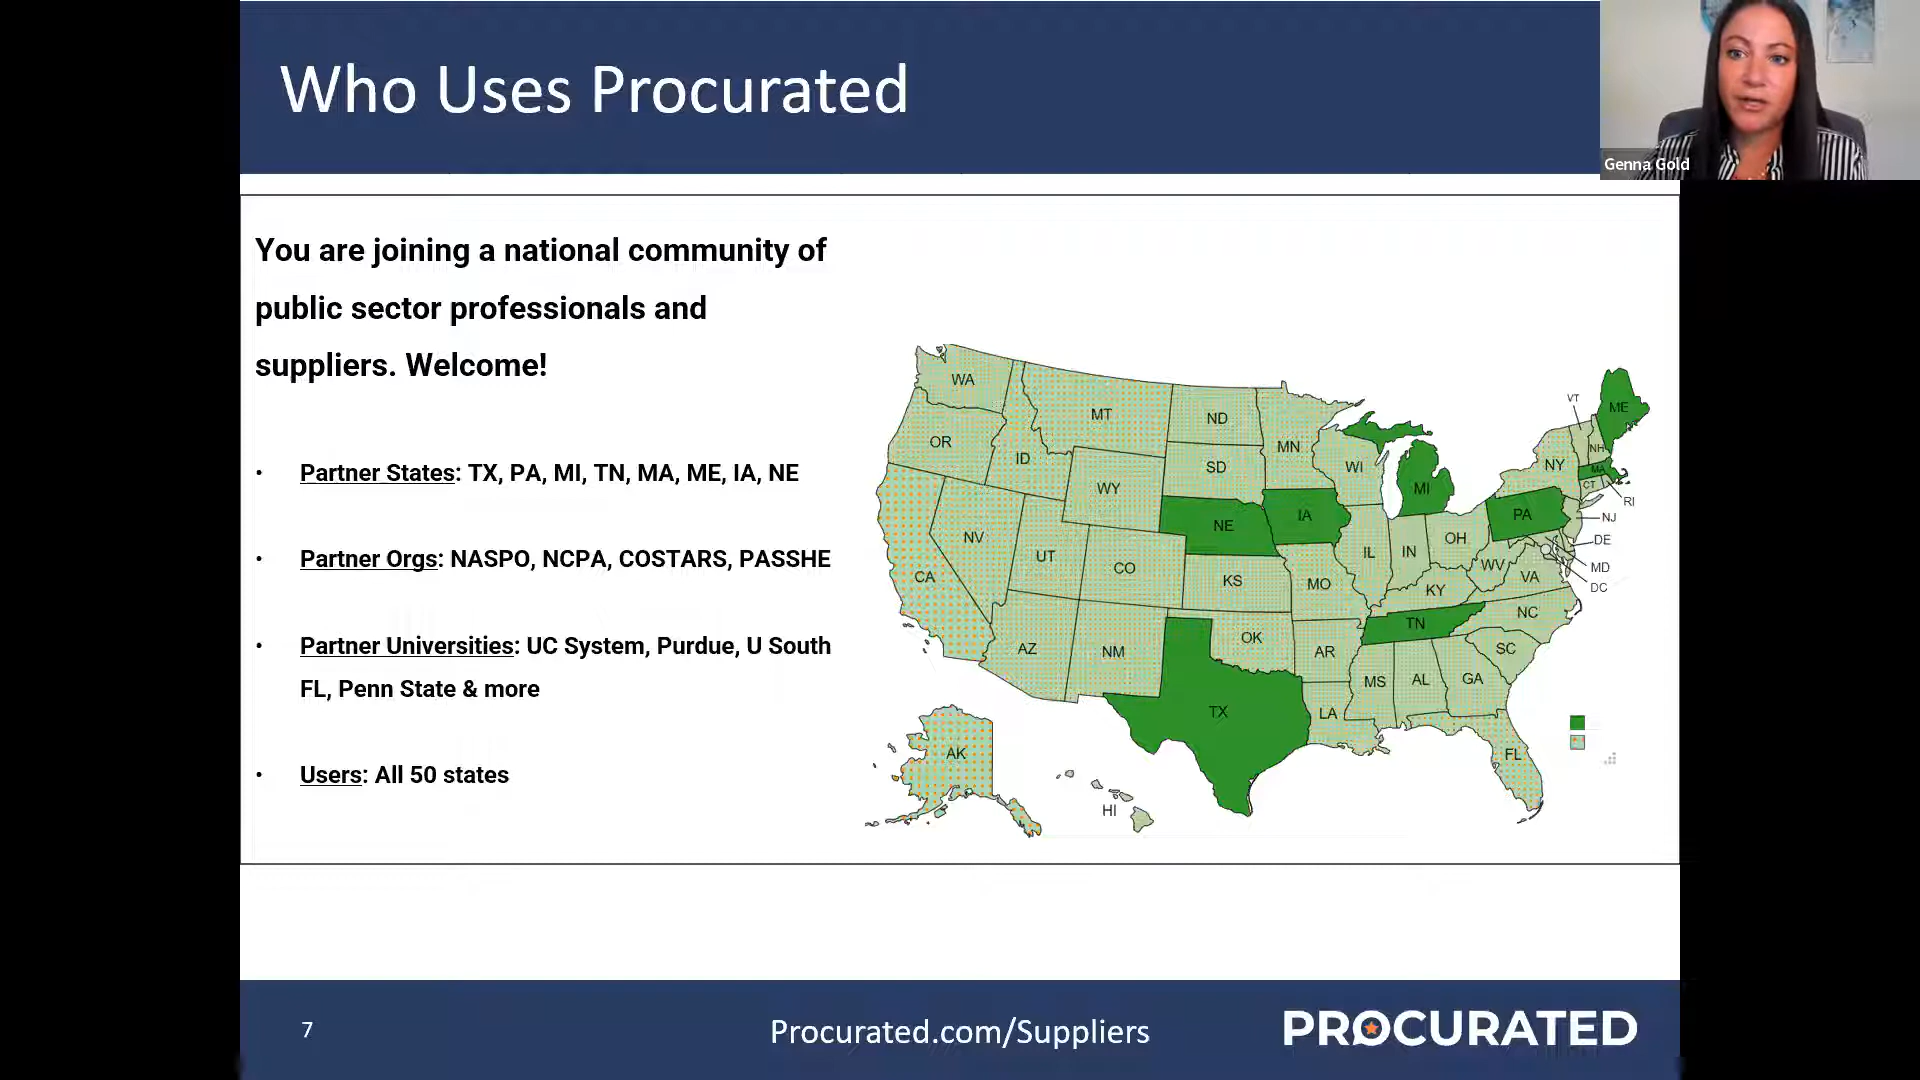 Who Uses Procurated
Genna Gold
You are joining a national community of
public sector professionals and
suppliers. Welcome!
• Partner States: TX, PA, MI, TN, MA, ME, IA, NE
• Partner Orgs: NASPO, NCPA, COSTARS, PASSHE
• Partner Universities: UC System, Purdue, U South
FL, Penn State & more
• Users: All 50 states
WA
MT
ND
MN
VT
ME
OR
ID
SD
WI
NH
NY
MA
WY
MI
CT
RI
NE
IA
PA
NJ
NV
UT
CO
IL
IN
OH
DE
CA
KS
MO
WV
VA
MD
KY
DC
AZ
NM
OK
AR
TN
NC
SC
MS
AL
GA
TX
LA
AK
FL
HI
7
Procurated.com/Suppliers
PROCURATED